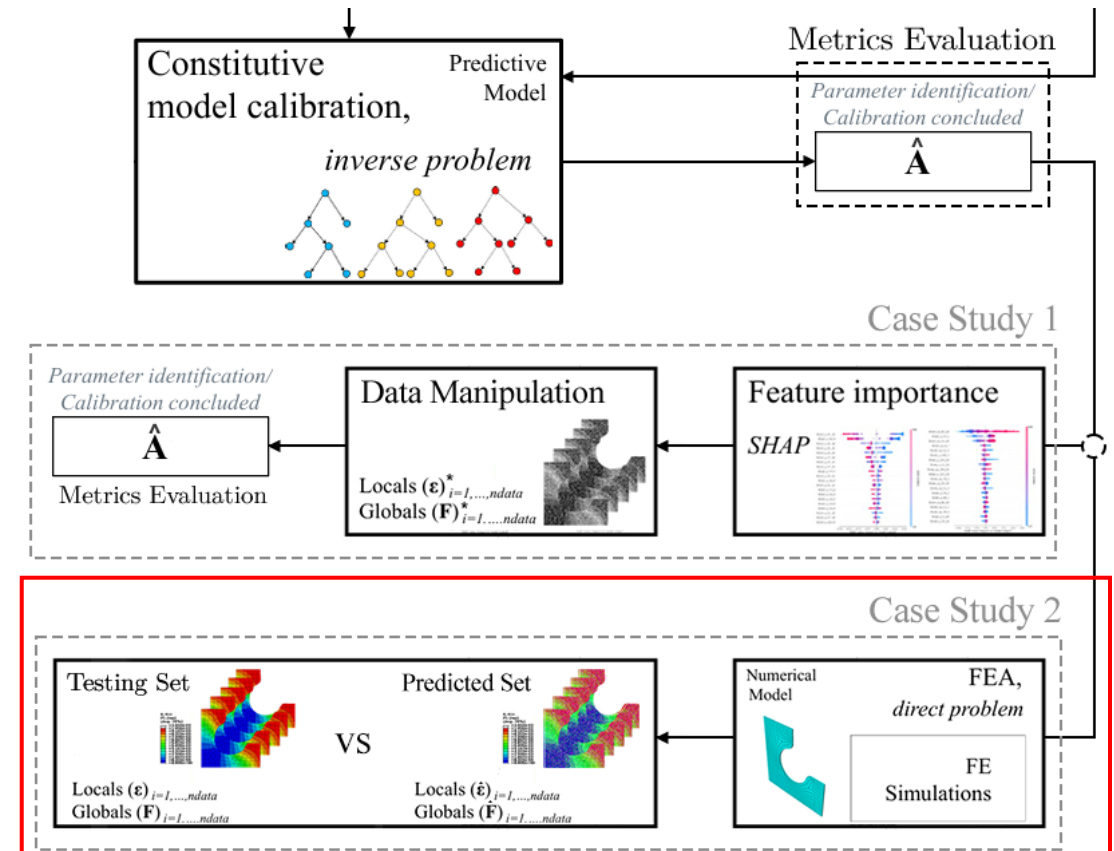 Constitutive
model calibration,
Predictive
Model
inverse problem
Metrics Evaluation
Parameter identification/
Calibration concluded
Â
Case Study 1
Parameter identification/
Calibration concluded
Â
Metrics Evaluation
Data Manipulation
Locals (ε)*i=1,...,ndata
Globals (F)*i=1.....ndata
Feature importance
SHAP
Case Study 2
Testing Set
VS
Predicted Set
Locals (ε) i=1,...,ndata
Globals (F) i=1.....ndata
Locals (ε̂) i=1,...,ndata
Globals (F̂) i=1.....ndata
Numerical
Model
FEA,
direct problem
FE
Simulations